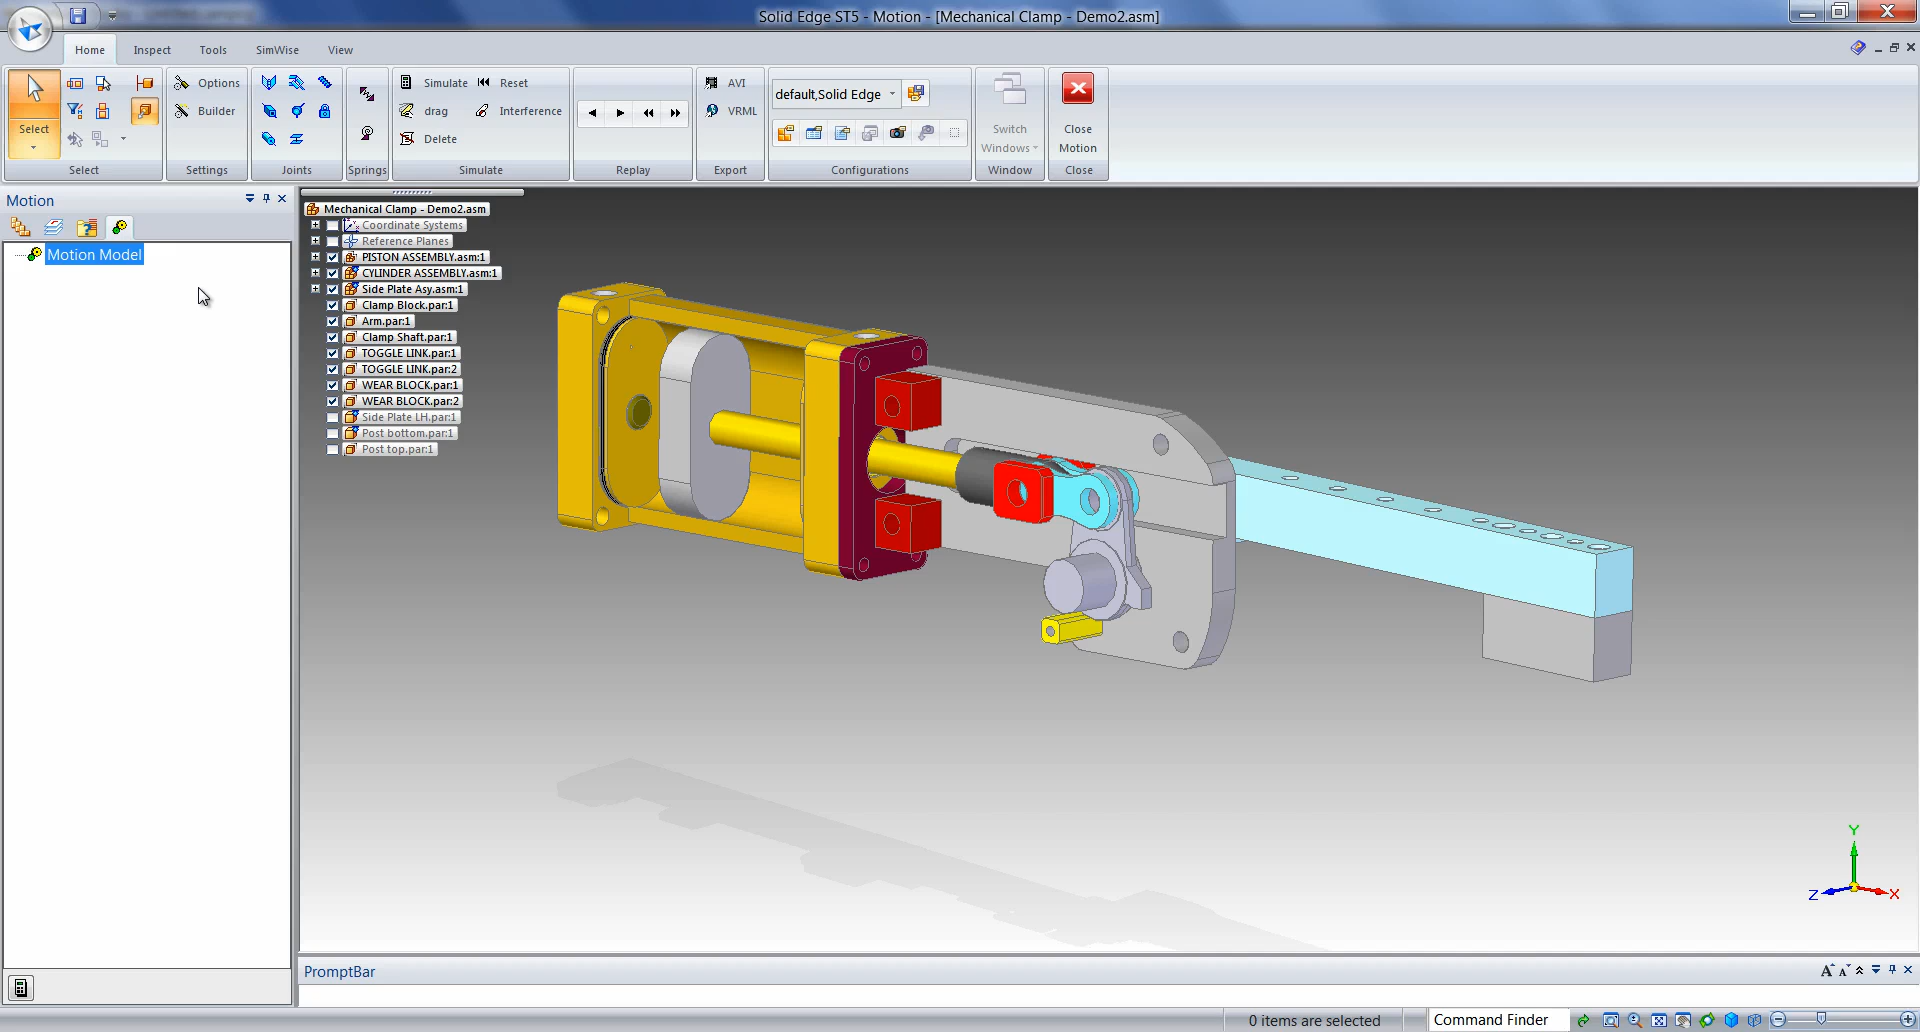 Solid Edge ST5 - Motion - [Mechanical Clamp - Demo2.asm]
Home Inspect Tools SimWise View
Select
Select
Options
Builder
Settings
Joints
Springs
Simulate Reset
drag Interference
Delete
Simulate
Replay
AVI
VRML
Export
default,Solid Edge
Configurations
Switch
Windows
Window
Close
Motion
Close
Motion
Motion Model
Mechanical Clamp - Demo2.asm
Coordinate Systems
Reference Planes
PISTON ASSEMBLY.asm:1
CYLINDER ASSEMBLY.asm:1
Side Plate Asy.asm:1
Clamp Block.par:1
Arm.par:1
Clamp Shaft.par:1
TOGGLE LINK.par:1
TOGGLE LINK.par:2
WEAR BLOCK.par:1
WEAR BLOCK.par:2
Side Plate LH.par:1
Post bottom.par:1
Post top.par:1
Y
Z
X
PromptBar
A A
0 items are selected
Command Finder